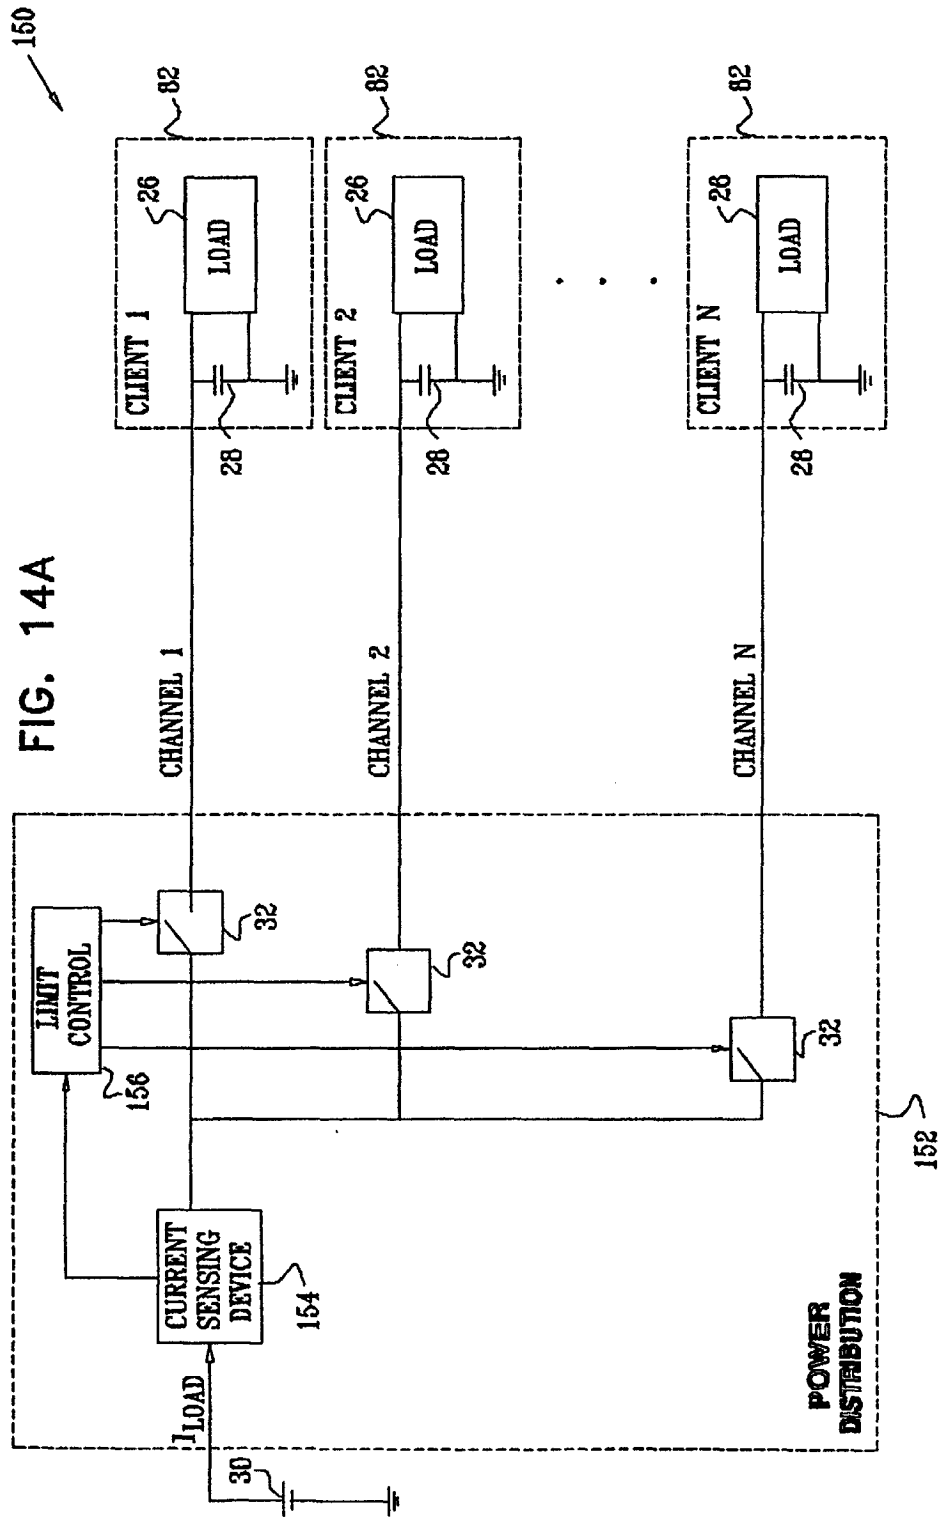 FIG. 14A
150
POWER
DISTRIBUTION
152
30
ILOAD
CURRENT
SENSING
DEVICE
154
LIMIT
CONTROL
156
32
32
32
CHANNEL 1
CHANNEL 2
CHANNEL N
CLIENT 1
28
LOAD
26
82
CLIENT 2
28
LOAD
26
82
CLIENT N
28
LOAD
26
82